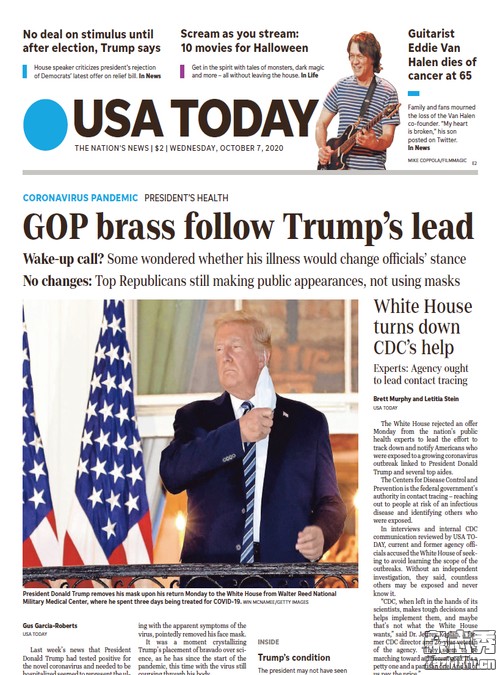 No deal on stimulus until
after election, Trump says
House speaker criticizes president's rejection
of Democrats' latest offer on relief bill. In News
Scream as you stream:
10 movies for Halloween
Get in the spirit with tales of monsters, dark magic
and more – all without leaving the house. In Life
Guitarist
Eddie Van
Halen dies of
cancer at 65
Family and fans mourned
the loss of the Van Halen
co-founder. "My heart
is broken," his son
posted on Twitter.
In News
MIKE COPPOLA/FILMMAGIC
USA TODAY
THE NATION'S NEWS | $2 | WEDNESDAY, OCTOBER 7, 2020
E2
CORONAVIRUS PANDEMIC PRESIDENT'S HEALTH
GOP brass follow Trump's lead
Wake-up call? Some wondered whether his illness would change officials' stance
No changes: Top Republicans still making public appearances, not using masks
President Donald Trump removes his mask upon his return Monday to the White House from Walter Reed National
Military Medical Center, where he spent three days being treated for COVID-19. WIN MCNAMEE/GETTY IMAGES
Gus Garcia-Roberts
USA TODAY
Last week's news that President
Donald Trump had tested positive for
the novel coronavirus and needed to be
hospitalized seemed to represent the
ing with the apparent symptoms of the
virus, pointedly removed his face mask.
It was a moment crystallizing
Trump's placement of bravado over sci-
ence, as he has since the start of the
pandemic, this time with the virus still
coursing through his body.
INSIDE
Trump's condition
The president may not have seen
White House
turns down
CDC's help
Experts: Agency ought
to lead contact tracing
Brett Murphy and Letitia Stein
USA TODAY
The White House rejected an offer
Monday from the nation's public
health experts to lead the effort to
track down and notify Americans who
were exposed to a growing coronavirus
outbreak linked to President Donald
Trump and several top aides.
The Centers for Disease Control and
Prevention is the federal government's
authority in contact tracing – reaching
out to people at risk of an infectious
disease and identifying others who
were exposed.
In interviews and internal CDC
communication reviewed by USA TO-
DAY, current and former agency offi-
cials accused the White House of seek-
ing to avoid learning the scope of the
outbreaks. Without an independent
investigation, they said, countless
others may be exposed and never
know it.
"CDC, when left in the hands of its
scientists, makes tough decisions and
helps implement them, and maybe
that's not what the White House
wants," said Dr.
mer CDC director and
of the agency.
marching toward
petty one and a
us pay the price."